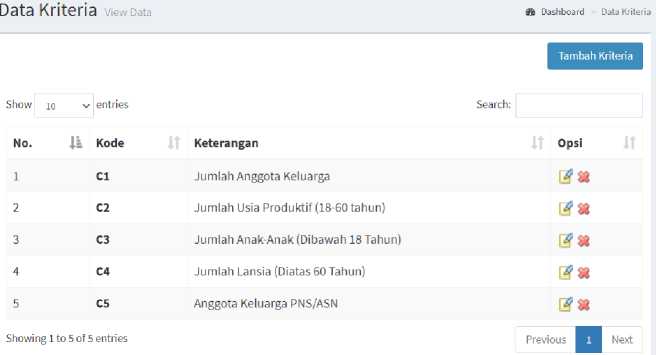 Data Kriteria View Data
Dashboard > Data Kriteria
Tambah Kriteria
Show 10 entries Search:
No. Kode Keterangan Opsi
1 C1 Jumlah Anggota Keluarga
2 C2 Jumlah Usia Produktif (18-60 tahun)
3 C3 Jumlah Anak-Anak (Dibawah 18 Tahun)
4 C4 Jumlah Lansia (Diatas 60 Tahun)
5 C5 Anggota Keluarga PNS/ASN
Showing 1 to 5 of 5 entries Previous 1 Next